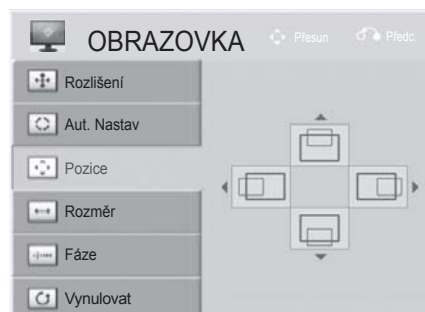 OBRAZOVKA
Přesun
Předc.
Rozlišení
Aut. Nastav
Pozice
Rozměr
Fáze
Vynulovat